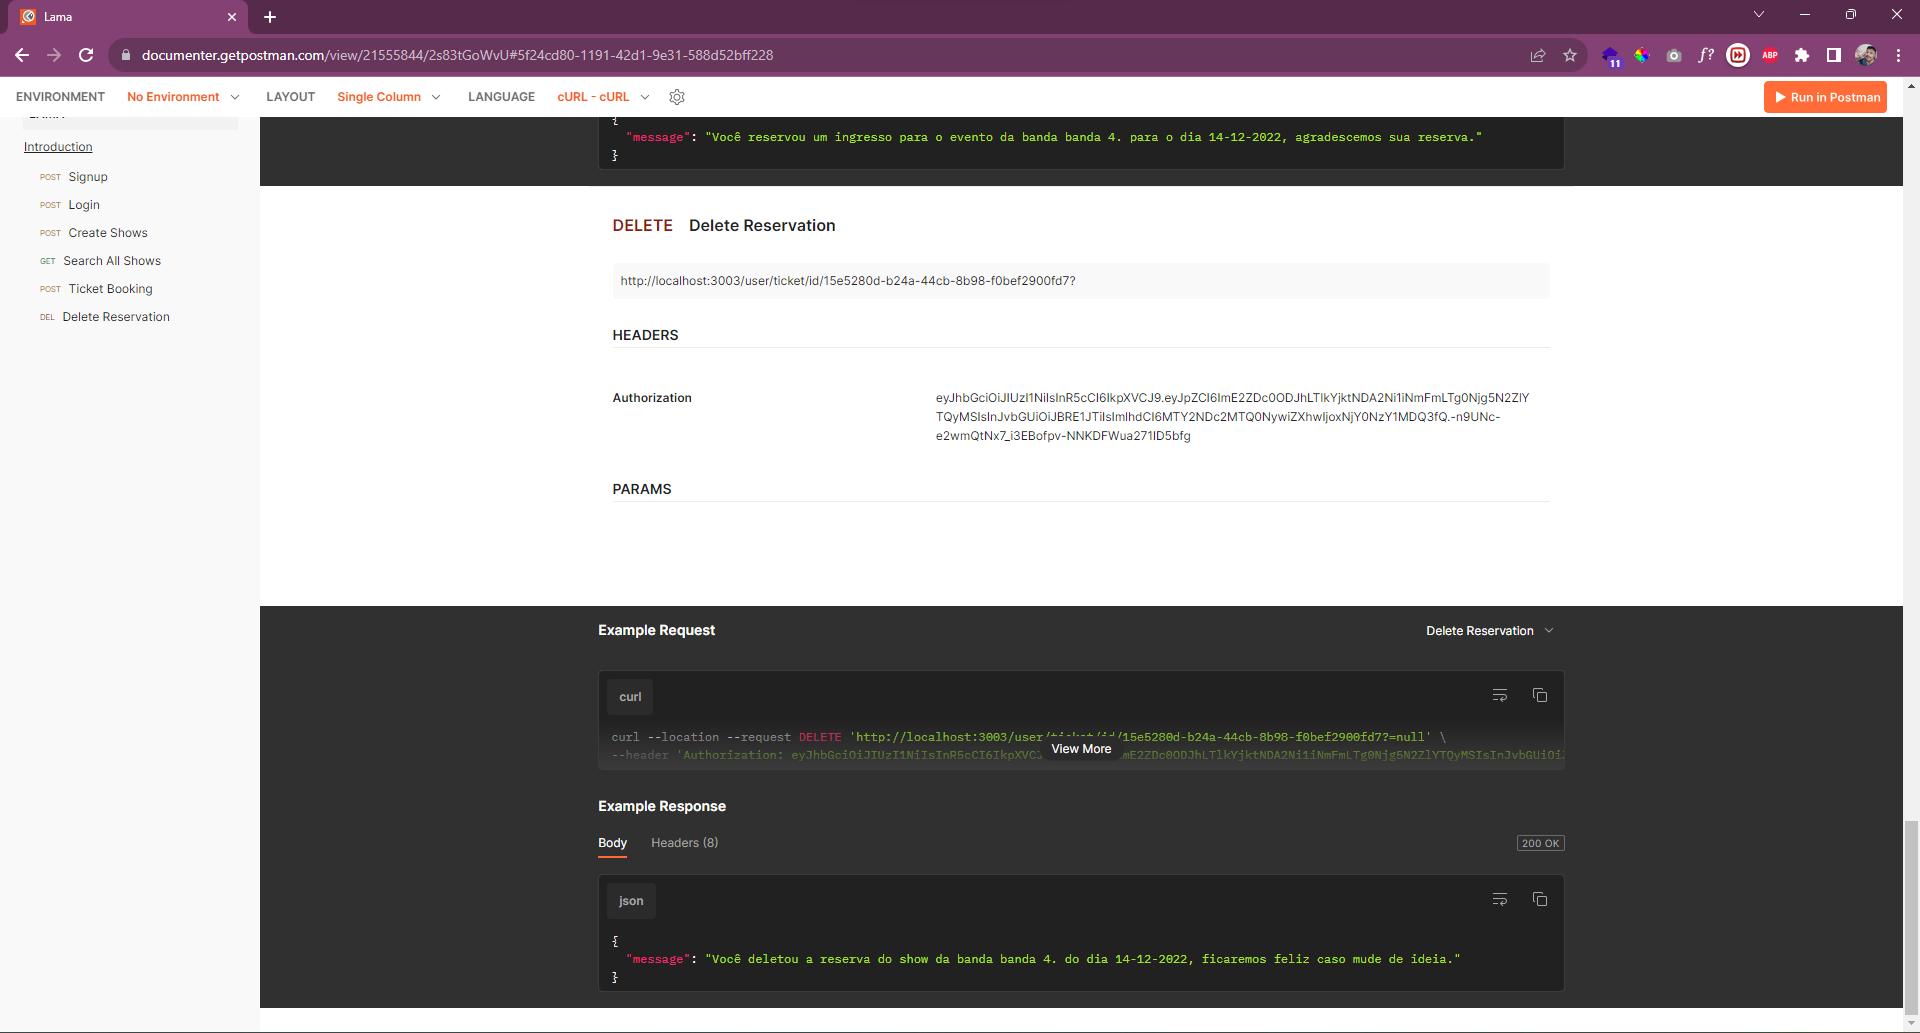 Lama
documenter.getpostman.com/view/21555844/2s83tGoWvU#5f24cd80-1191-42d1-9e31-588d52bff228
11
f?
ABP
ENVIRONMENT No Environment LAYOUT Single Column LANGUAGE cURL - cURL
Run in Postman
Introduction
POST Signup
POST Login
POST Create Shows
GET Search All Shows
POST Ticket Booking
DEL Delete Reservation
{
"message": "Você reservou um ingresso para o evento da banda banda 4. para o dia 14-12-2022, agradescemos sua reserva."
}
DELETE Delete Reservation
http://localhost:3003/user/ticket/id/15e5280d-b24a-44cb-8b98-f0bef2900fd7?
HEADERS
Authorization
eyJhbGciOiJIUzI1NiIsInR5cCI6IkpXVCJ9.eyJpZCI6ImE2ZDc0ODJhLTlkYjktNDA2Ni1iNmFmLTg0Njg5N2ZlY
TQyMSIsInJvbGUiOiJBRE1JTiIsImlhdCI6MTY2NDc2MTQ0NywiZXhwIjoxNjY0NzY1MDQ3fQ.-n9UNc-
e2wmQtNx7_i3EBofpv-NNKDFWua271ID5bfg
PARAMS
Example Request
Delete Reservation
curl
curl --location --request DELETE 'http://localhost:3003/user/ticket/id/15e5280d-b24a-44cb-8b98-f0bef2900fd7?=null' \
View More
--header 'Authorization:
Example Response
Body Headers (8)
200 OK
json
{
"message": "Você deletou a reserva do show da banda banda 4. do dia 14-12-2022, ficaremos feliz caso mude de ideia."
}